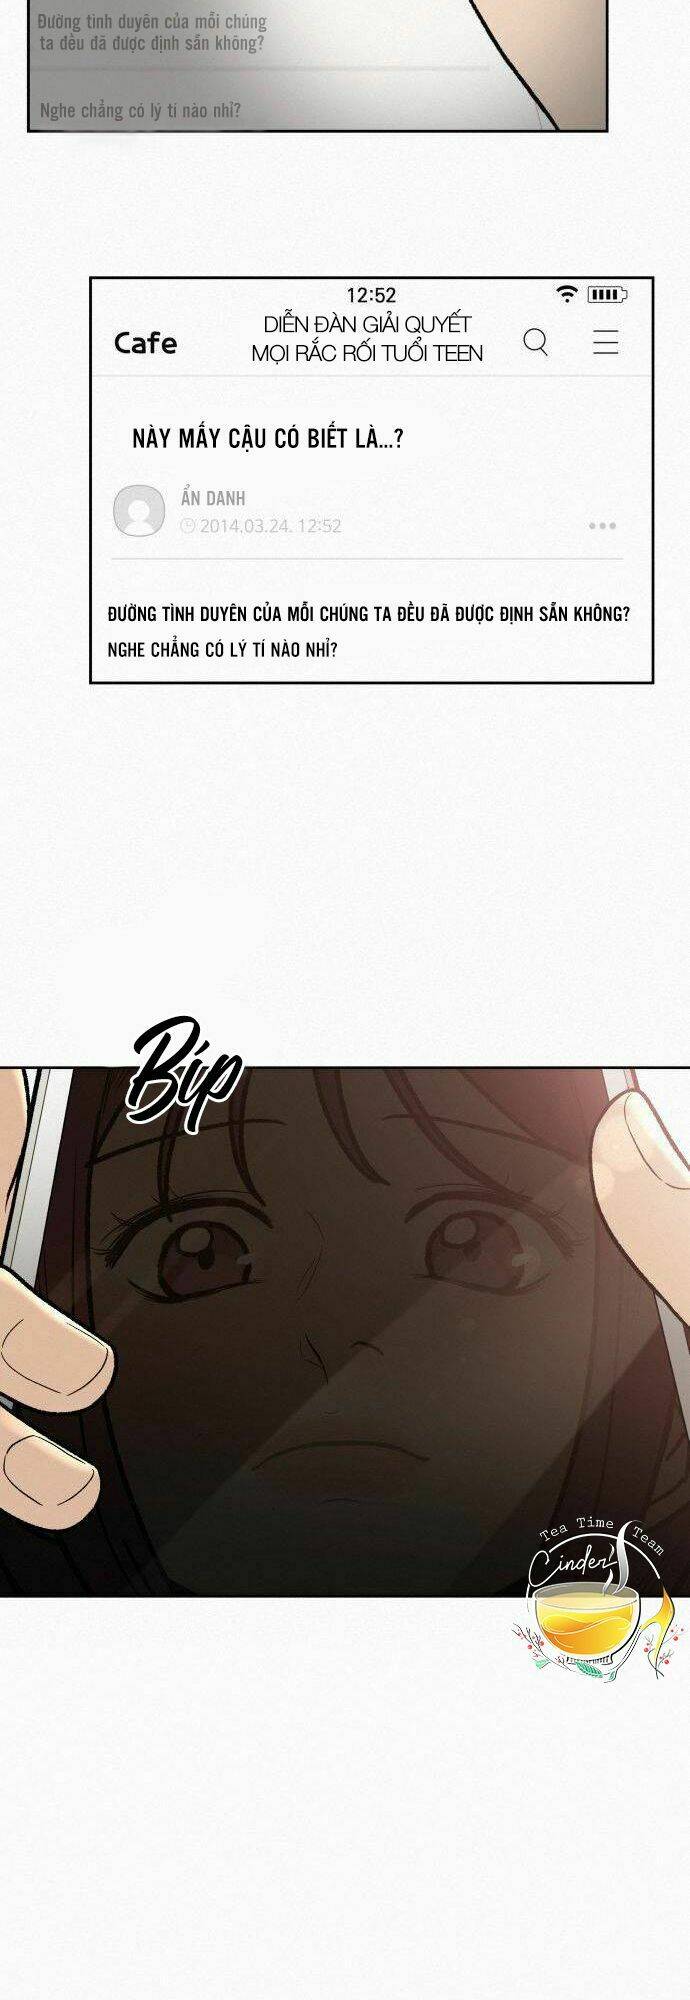 Đường tình duyên của mỗi chúng
ta đều đã được định sẵn không?
Nghe chẳng có lý tí nào nhỉ?
12:52
Cafe
DIỄN ĐÀN GIẢI QUYẾT
MỌI RẮC RỐI TUỔI TEEN
NÀY MẤY CẬU CÓ BIẾT LÀ...?
ẨN DANH
2014.03.24. 12:52
ĐƯỜNG TÌNH DUYÊN CỦA MỖI CHÚNG TA ĐỀU ĐÃ ĐƯỢC ĐỊNH SẴN KHÔNG?
NGHE CHẲNG CÓ LÝ TÍ NÀO NHỈ?
Bíp
Tea Time Team
Cinder